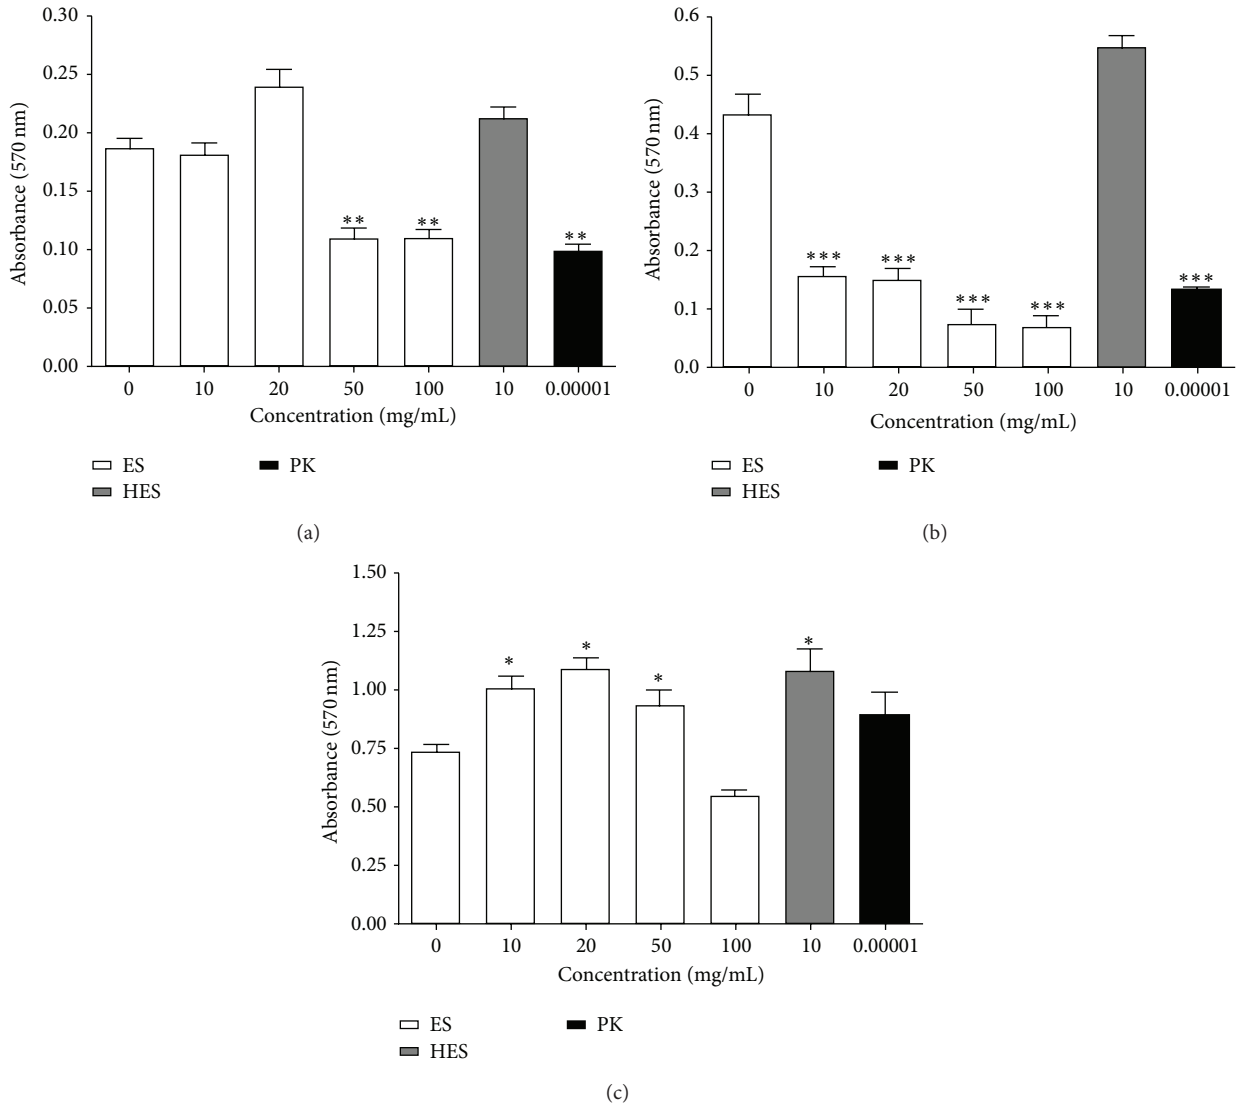 0.30
0.25
0.20
0.15
0.10
0.05
0.00
Absorbance (570 nm)
**
**
**
0 10 20 50 100 10 0.00001
Concentration (mg/mL)
ES PK
HES
(a)
0.6
0.5
0.4
0.3
0.2
0.1
0.0
Absorbance (570 nm)
***
***
***
***
***
0 10 20 50 100 10 0.00001
Concentration (mg/mL)
ES PK
HES
(b)
1.50
1.25
1.00
0.75
0.50
0.25
0.00
Absorbance (570 nm)
*
*
*
*
0 10 20 50 100 10 0.00001
Concentration (mg/mL)
ES PK
HES
(c)